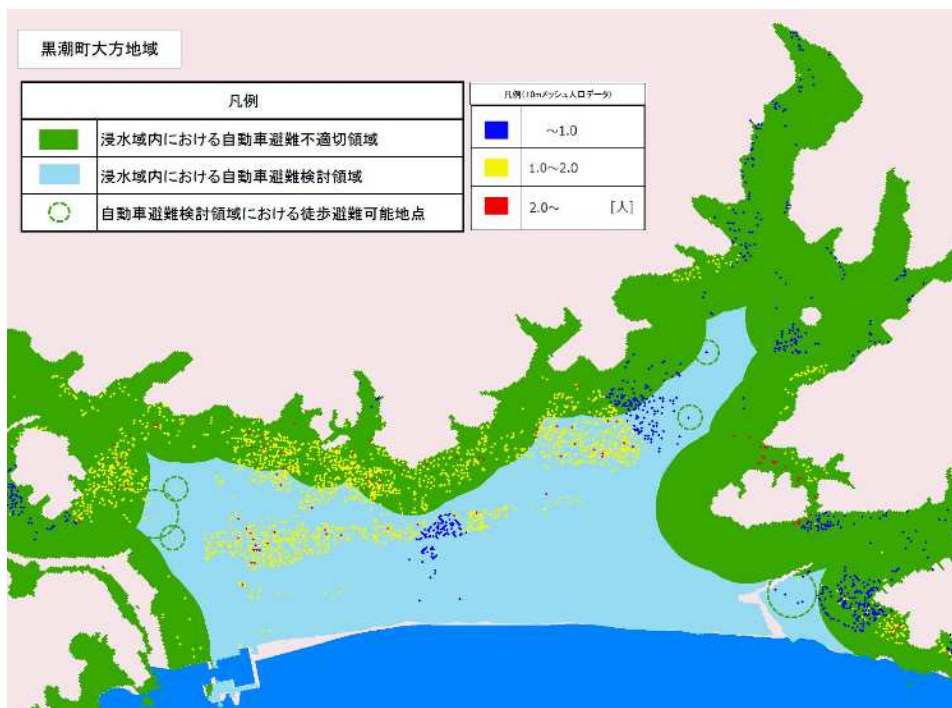 黒潮町大方地域
凡例
浸水域内における自動車避難不適切領域
浸水域内における自動車避難検討領域
自動車避難検討領域における徒歩避難可能地点
凡例(10mメッシュ人口データ)
～1.0
1.0～2.0
2.0～ [人]